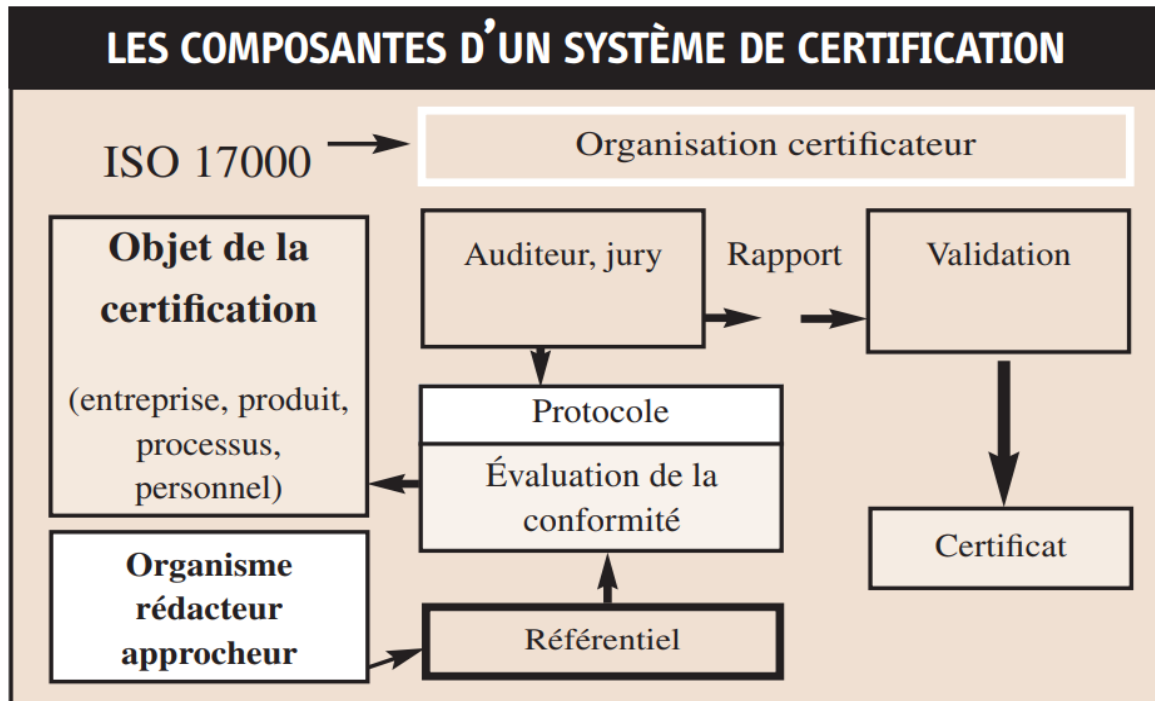 LES COMPOSANTES D'UN SYSTÈME DE CERTIFICATION
ISO 17000
Organisation certificateur
Objet de la
certification
(entreprise, produit,
processus,
personnel)
Auditeur, jury
Rapport
Validation
Protocole
Évaluation de la
conformité
Certificat
Organisme
rédacteur
approcheur
Référentiel